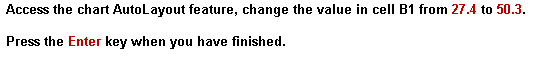 Access the chart AutoLayout feature, change the value in cell B1 from 27.4 to 50.3.
Press the Enter key when you have finished.